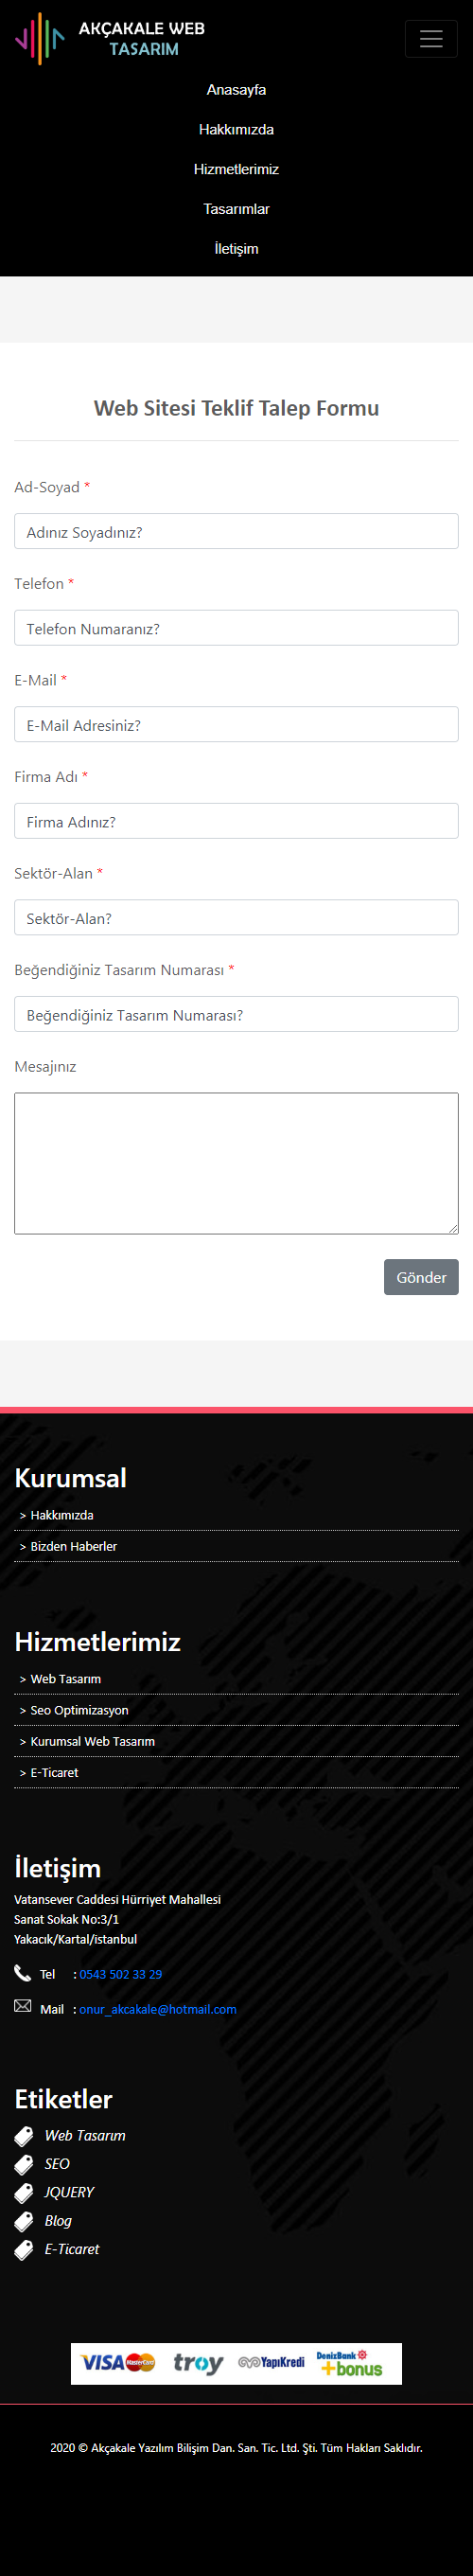 AKÇAKALE WEB
TASARIM
Anasayfa
Hakkımızda
Hizmetlerimiz
Tasarımlar
İletişim
Web Sitesi Teklif Talep Formu
Ad-Soyad *
Adınız Soyadınız?
Telefon *
Telefon Numaranız?
E-Mail *
E-Mail Adresiniz?
Firma Adı *
Firma Adınız?
Sektör-Alan *
Sektör-Alan?
Beğendiğiniz Tasarım Numarası *
Beğendiğiniz Tasarım Numarası?
Mesajınız
Gönder
Kurumsal
> Hakkımızda
> Bizden Haberler
Hizmetlerimiz
> Web Tasarım
> Seo Optimizasyon
> Kurumsal Web Tasarım
> E-Ticaret
İletişim
Vatansever Caddesi Hürriyet Mahallesi
Sanat Sokak No:3/1
Yakacık/Kartal/istanbul
Tel : 0543 502 33 29
Mail : onur_akcakale@hotmail.com
Etiketler
Web Tasarım
SEO
JQUERY
Blog
E-Ticaret
VISA MasterCard troy YapıKredi DenizBank bonus
2020 © Akçakale Yazılım Bilişim Dan. San. Tic. Ltd. Şti. Tüm Hakları Saklıdır.